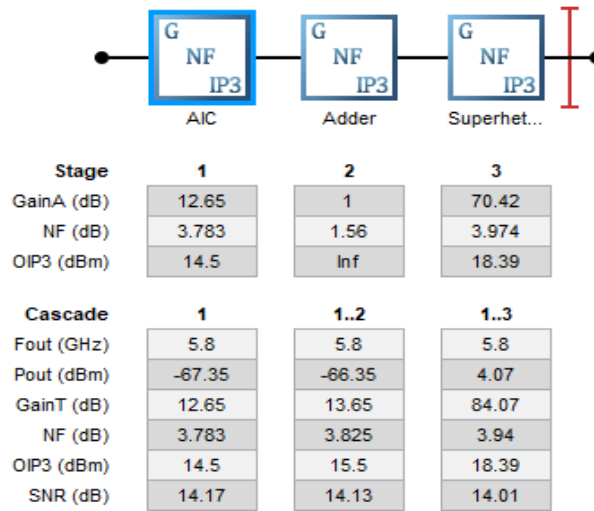 G G G
NF NF NF
IP3 IP3 IP3
AIC Adder Superhet...
Stage 1 2 3
GainA (dB) 12.65 1 70.42
NF (dB) 3.783 1.56 3.974
OIP3 (dBm) 14.5 Inf 18.39
Cascade 1 1..2 1..3
Fout (GHz) 5.8 5.8 5.8
Pout (dBm) -67.35 -66.35 4.07
GainT (dB) 12.65 13.65 84.07
NF (dB) 3.783 3.825 3.94
OIP3 (dBm) 14.5 15.5 18.39
SNR (dB) 14.17 14.13 14.01